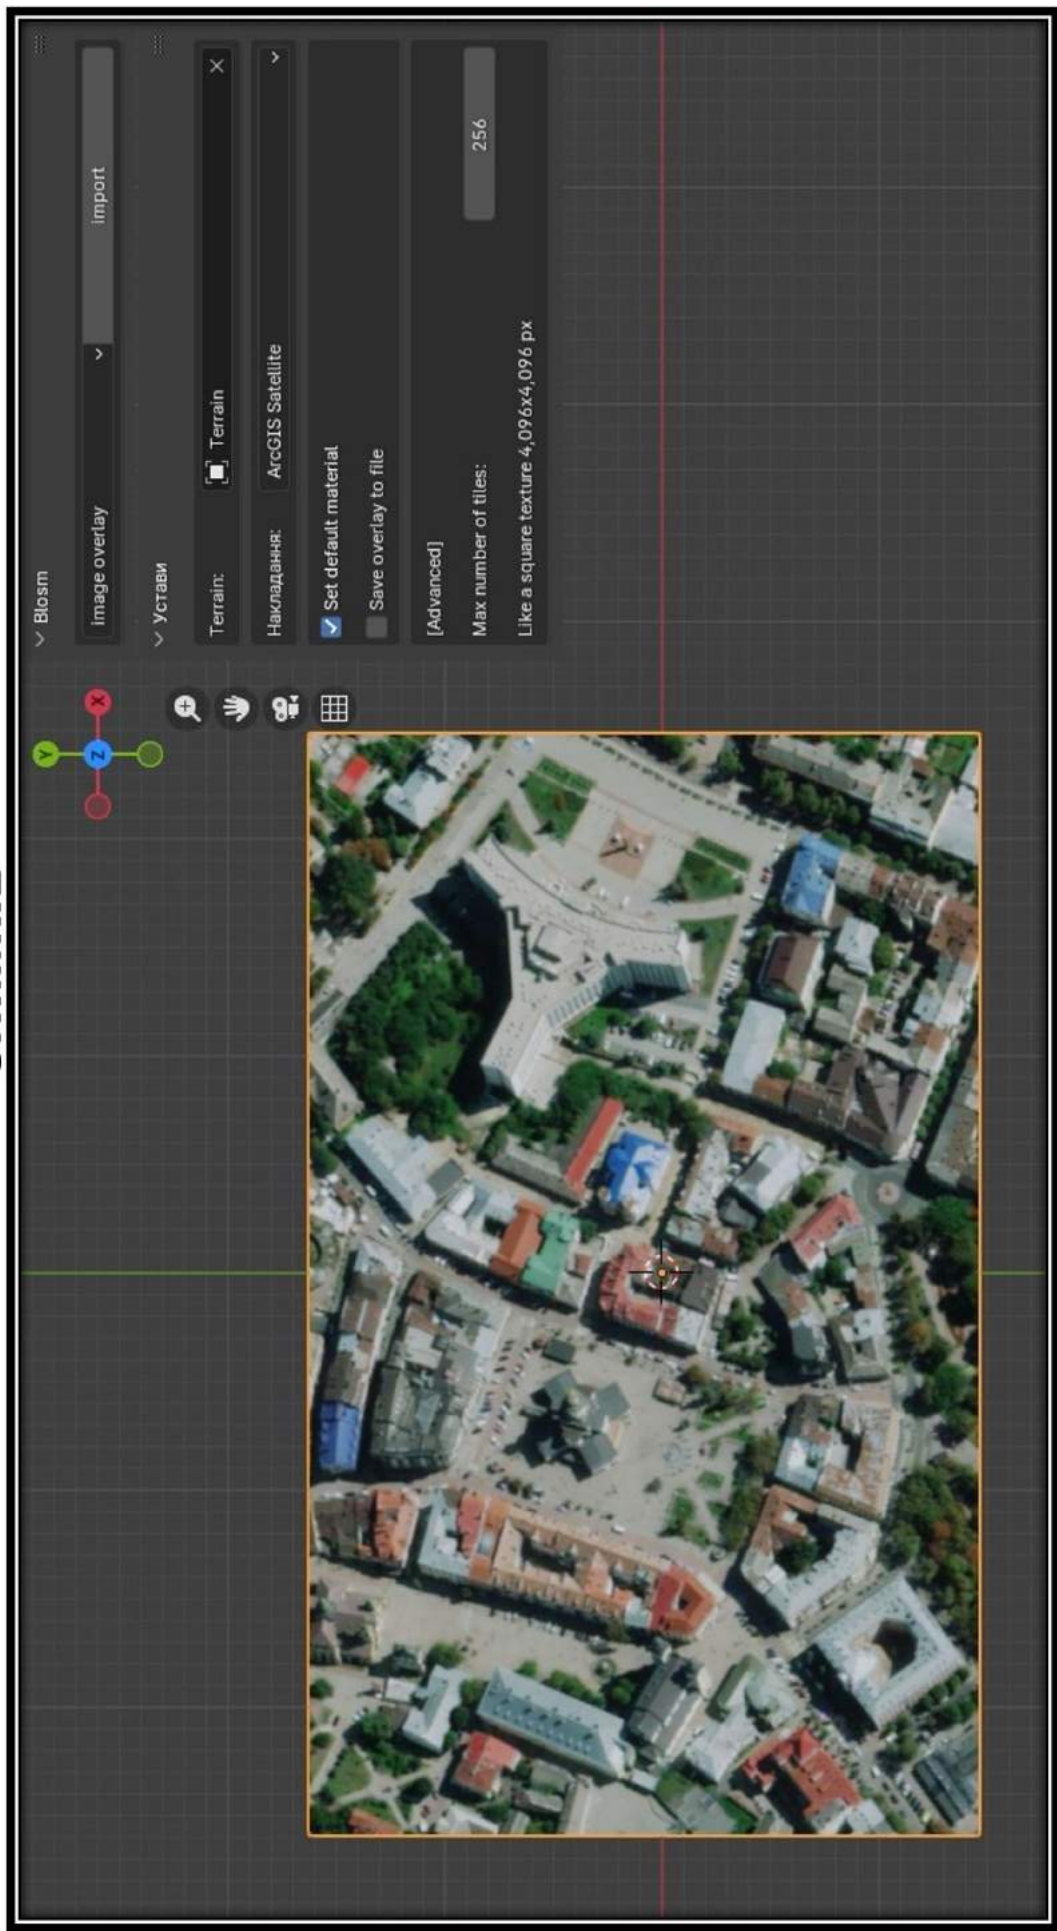 Blosm
image overlay
import
Устави
Terrain:
Terrain
Накладання:
ArcGIS Satellite
Set default material
Save overlay to file
[Advanced]
Max number of tiles:
256
Like a square texture 4,096x4,096 px
Y
Z
X